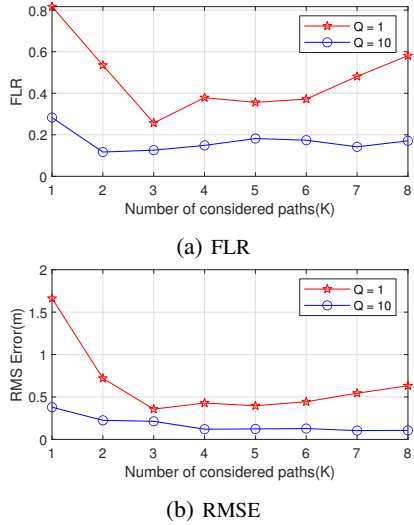 0.8
0.6
0.4
0.2
0
FLR
1 2 3 4 5 6 7 8
Number of considered paths(K)
Q = 1
Q = 10
(a) FLR
2
1.5
1
0.5
0
RMS Error(m)
1 2 3 4 5 6 7 8
Number of considered paths(K)
Q = 1
Q = 10
(b) RMSE